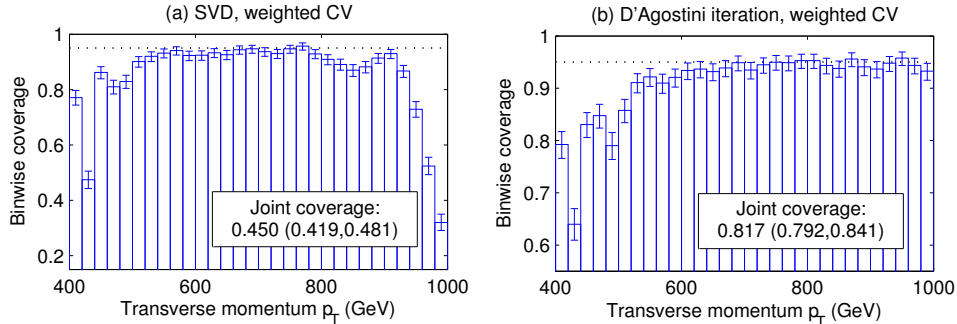 (a) SVD, weighted CV
1
0.8
0.6
0.4
0.2
Binwise coverage
Joint coverage:
0.450 (0.419,0.481)
400
600
800
1000
Transverse momentum p_T (GeV)
(b) D'Agostini iteration, weighted CV
1
0.9
0.8
0.7
0.6
Binwise coverage
Joint coverage:
0.817 (0.792,0.841)
400
600
800
1000
Transverse momentum p_T (GeV)